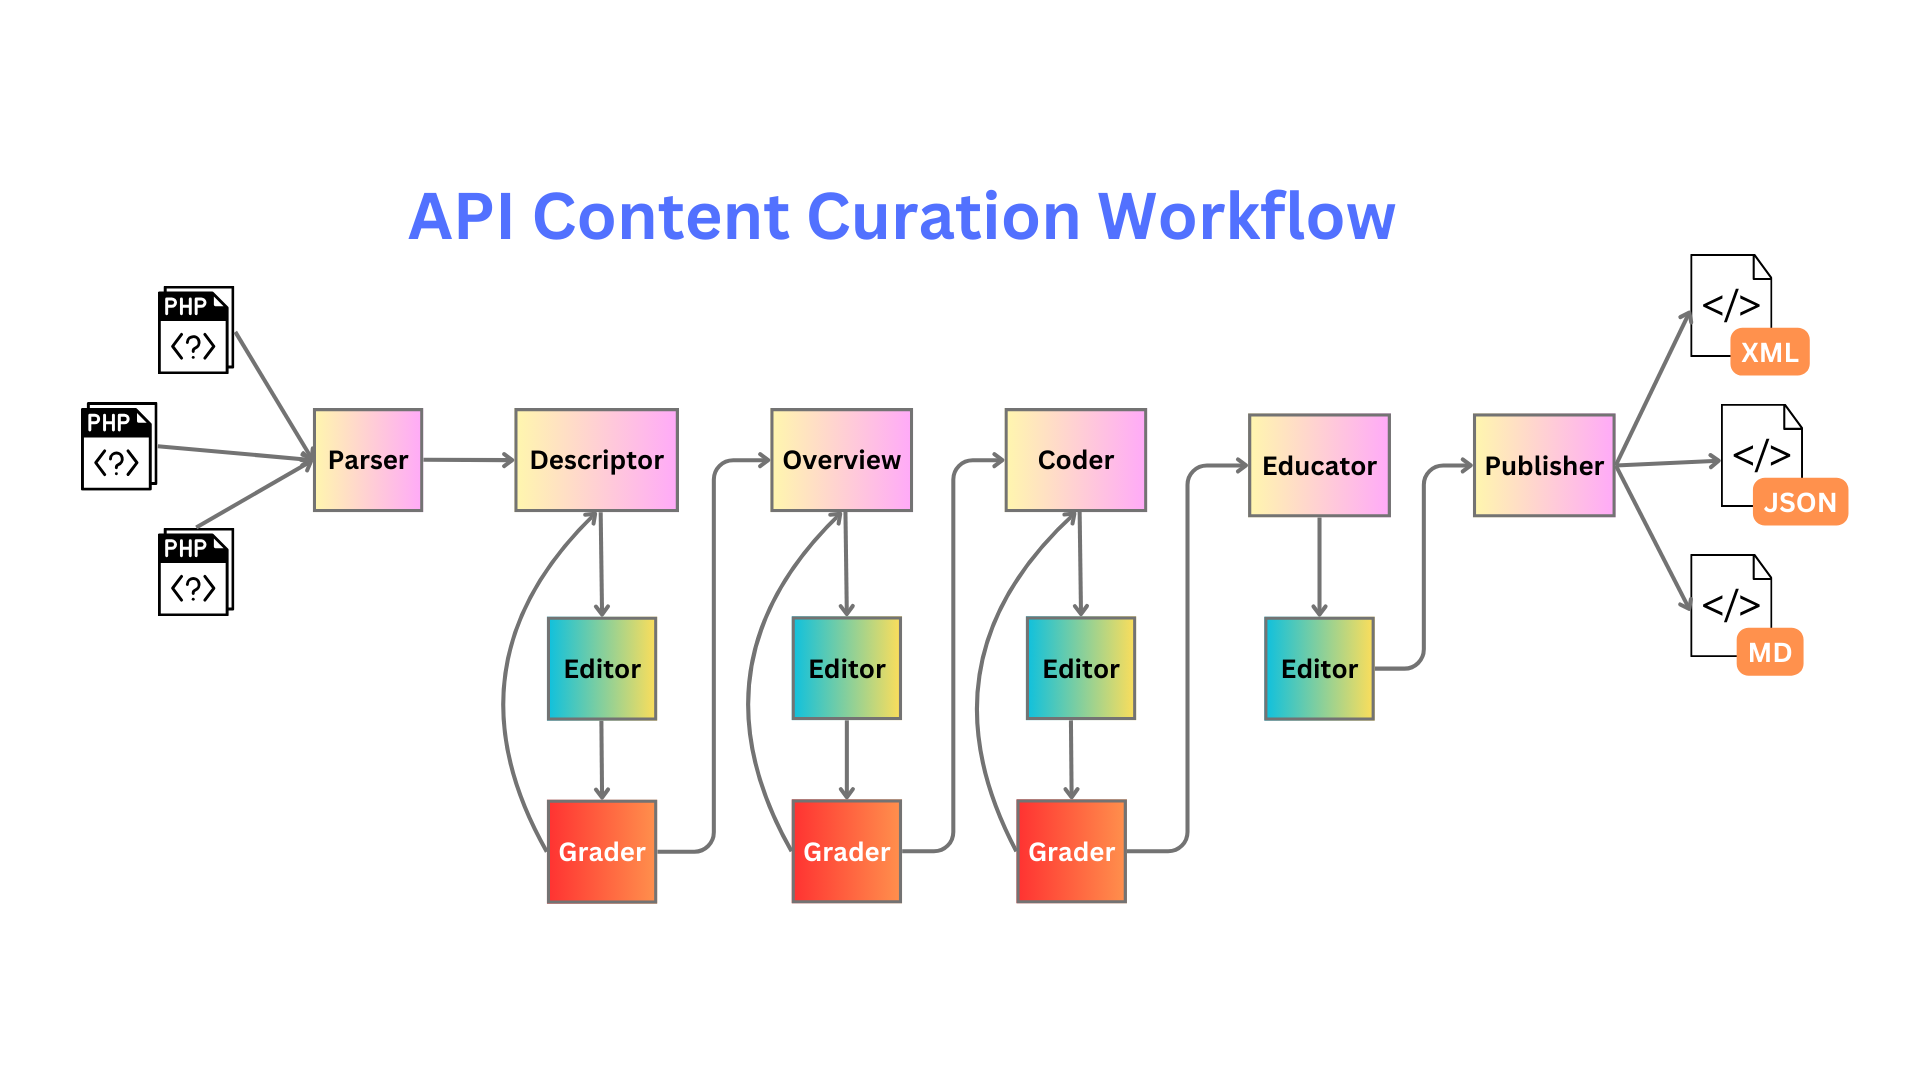 API Content Curation Workflow
PHP
<?>
PHP
<?>
PHP
<?>
Parser
Descriptor
Editor
Grader
Overview
Editor
Grader
Coder
Editor
Grader
Educator
Editor
Publisher
</>
XML
</>
JSON
</>
MD